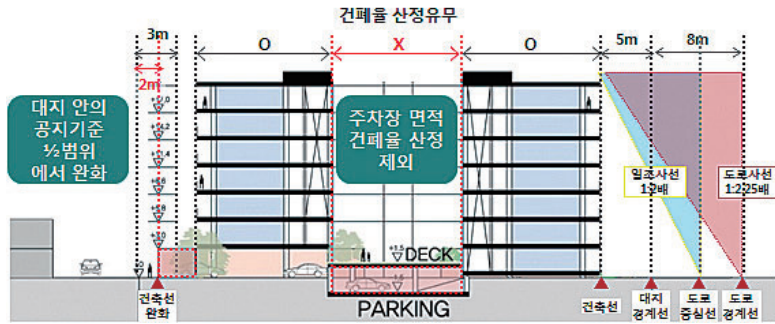 건폐율 산정유무
3m
O
X
O
5m
8m
2m
대지 안의
공지기준
½범위
에서 완화
주차장 면적
건폐율 산정
제외
일조사선
1:2배
도로사선
1:2.25배
DECK
PARKING
건축선
완화
건축선
대지
경계선
도로
중심선
도로
경계선